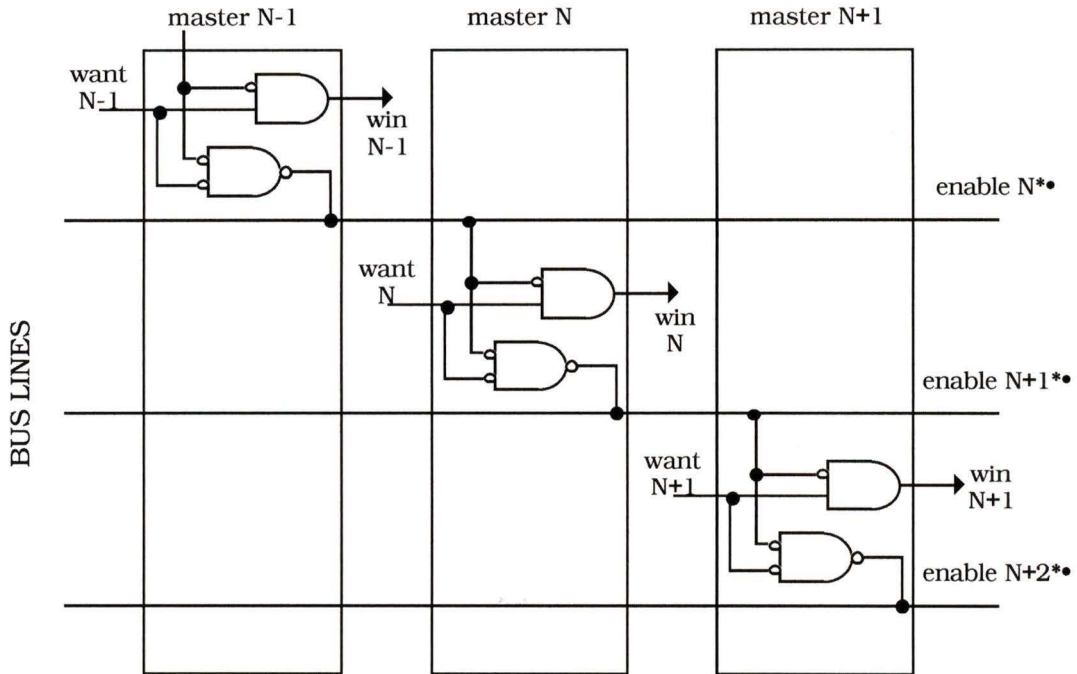 master N-1
master N
master N+1
want
N-1
win
N-1
enable N*•
want
N
win
N
BUS LINES
enable N+1*•
want
N+1
win
N+1
enable N+2*•